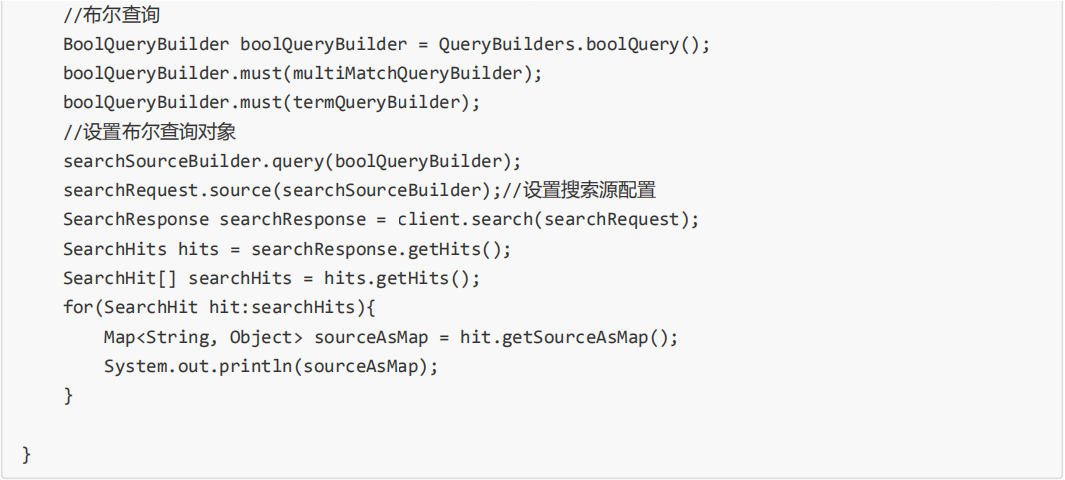 //布尔查询
BoolQueryBuilder boolQueryBuilder = QueryBuilders.boolQuery();
boolQueryBuilder.must(multiMatchQueryBuilder);
boolQueryBuilder.must(termQueryBuilder);
//设置布尔查询对象
searchSourceBuilder.query(boolQueryBuilder);
searchRequest.source(searchSourceBuilder);//设置搜索源配置
SearchResponse searchResponse = client.search(searchRequest);
SearchHits hits = searchResponse.getHits();
SearchHit[] searchHits = hits.getHits();
for(SearchHit hit:searchHits){
    Map<String, Object> sourceAsMap = hit.getSourceAsMap();
    System.out.println(sourceAsMap);
}
}